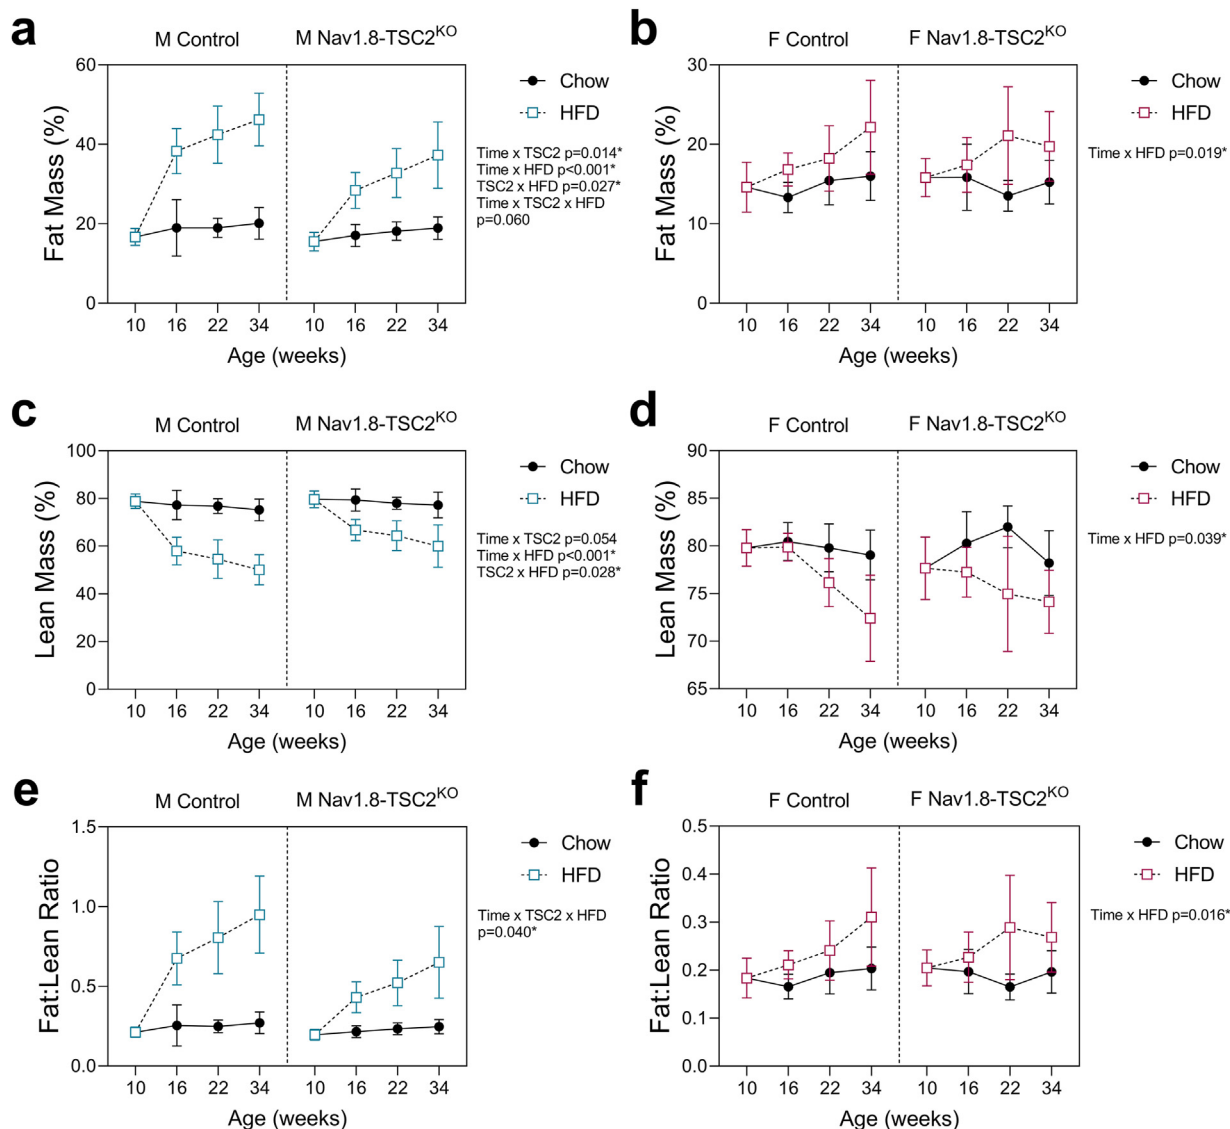 a
M Control
M Nav1.8-TSC2KO
60
40
20
0
Fat Mass (%)
10 16 22 34 10 16 22 34
Age (weeks)
Chow
HFD
Time x TSC2 p=0.014*
Time x HFD p<0.001*
TSC2 x HFD p=0.027*
Time x TSC2 x HFD
p=0.060
b
F Control
F Nav1.8-TSC2KO
30
20
10
0
Fat Mass (%)
10 16 22 34 10 16 22 34
Age (weeks)
Chow
HFD
Time x HFD p=0.019*
c
M Control
M Nav1.8-TSC2KO
100
80
60
40
20
0
Lean Mass (%)
10 16 22 34 10 16 22 34
Age (weeks)
Chow
HFD
Time x TSC2 p=0.054
Time x HFD p<0.001*
TSC2 x HFD p=0.028*
d
F Control
F Nav1.8-TSC2KO
90
85
80
75
70
65
Lean Mass (%)
10 16 22 34 10 16 22 34
Age (weeks)
Chow
HFD
Time x HFD p=0.039*
e
M Control
M Nav1.8-TSC2KO
1.5
1.0
0.5
0.0
Fat:Lean Ratio
10 16 22 34 10 16 22 34
Age (weeks)
Chow
HFD
Time x TSC2 x HFD
p=0.040*
f
F Control
F Nav1.8-TSC2KO
0.5
0.4
0.3
0.2
0.1
0.0
Fat:Lean Ratio
10 16 22 34 10 16 22 34
Age (weeks)
Chow
HFD
Time x HFD p=0.016*